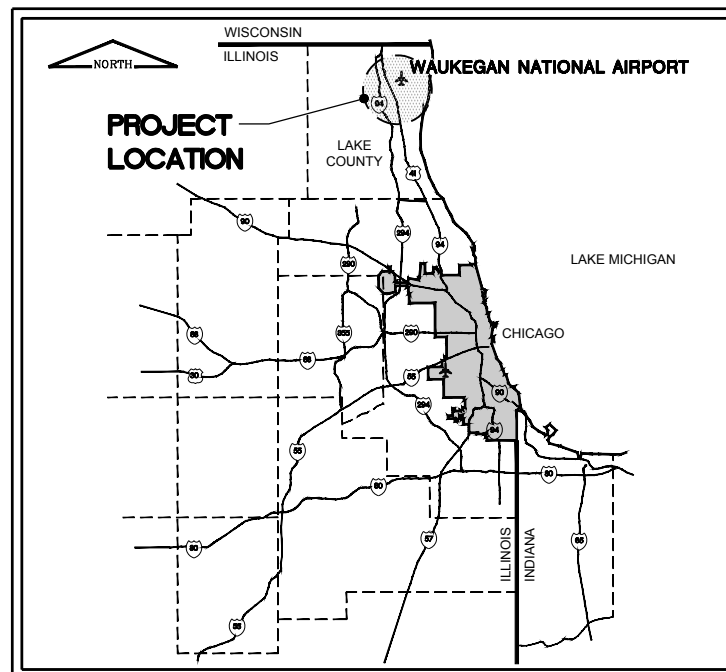 WISCONSIN
ILLINOIS
NORTH
WAUKEGAN NATIONAL AIRPORT
94
PROJECT
LOCATION
LAKE
COUNTY
41
90
294
94
290
LAKE MICHIGAN
CHICAGO
355
290
88
88
55
90
294
94
55
80
80
57
ILLINOIS
INDIANA
65
80
55